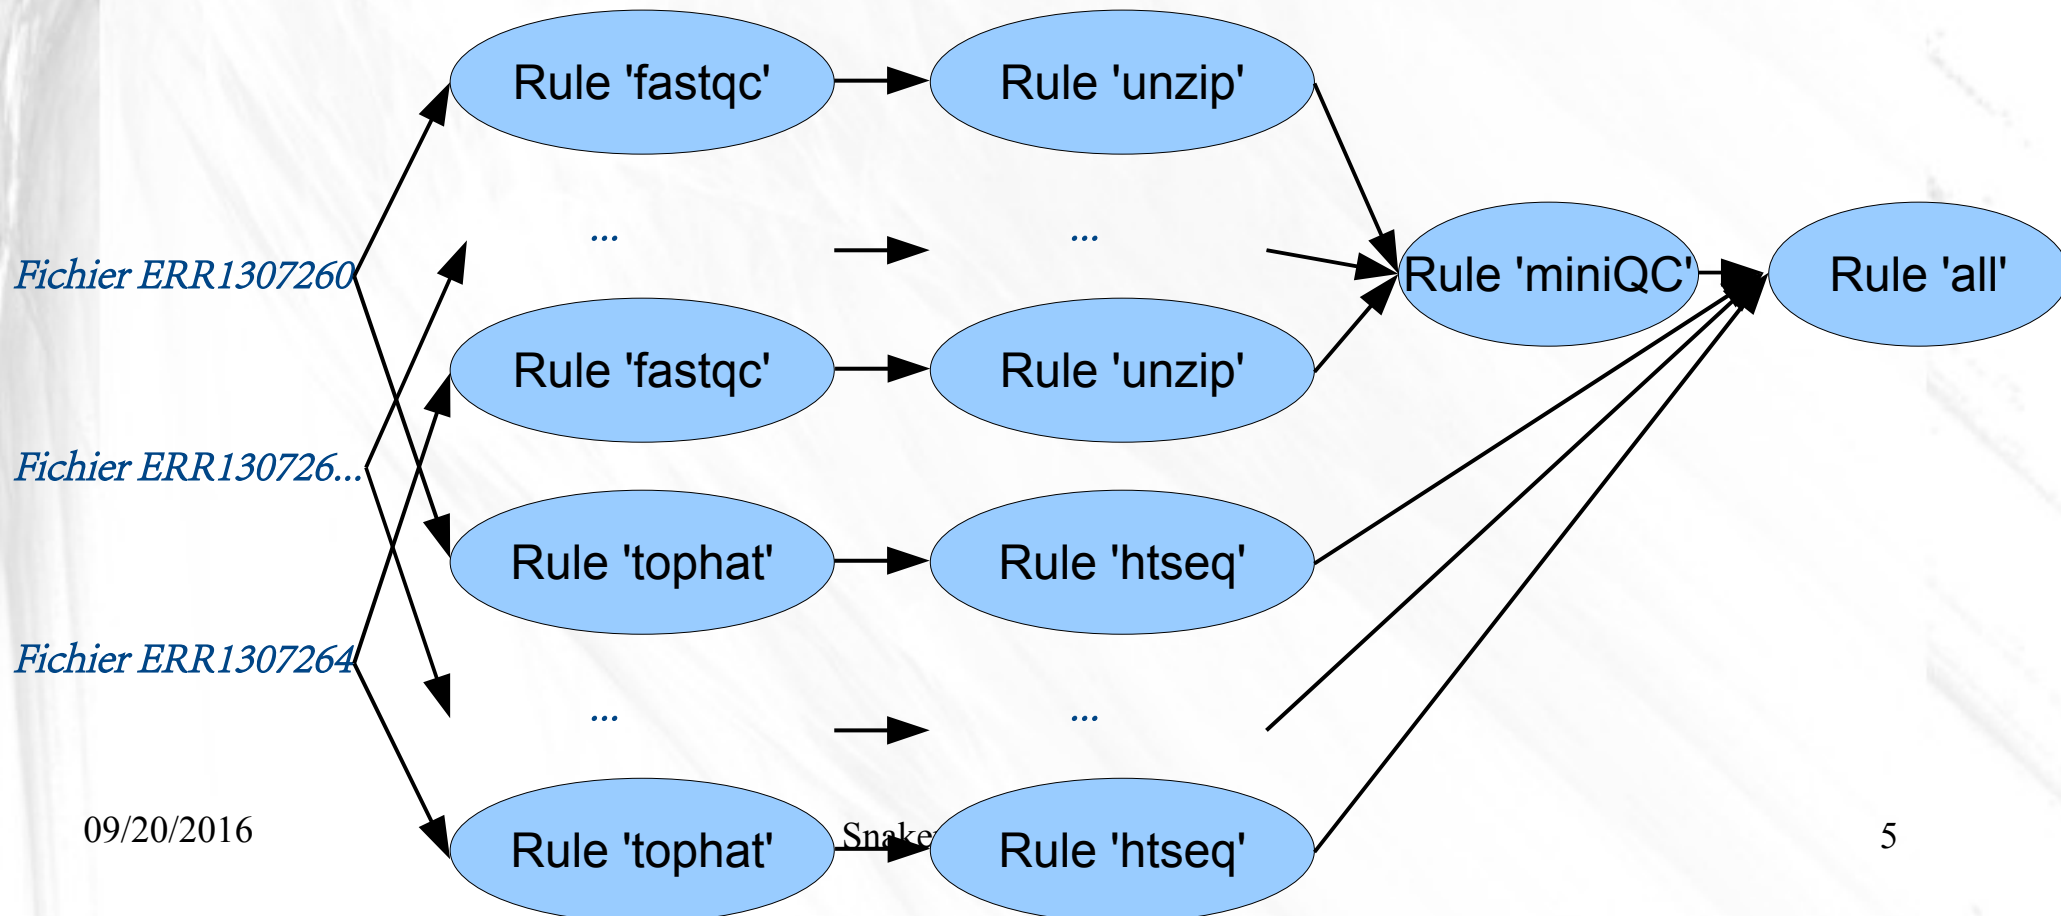 Rule 'fastqc'
Rule 'unzip'
...
...
Fichier ERR1307260
Rule 'miniQC'
Rule 'all'
Rule 'fastqc'
Rule 'unzip'
Fichier ERR130726...
Rule 'tophat'
Rule 'htseq'
Fichier ERR1307264
...
...
09/20/2016
Rule 'tophat'
Rule 'htseq'
5